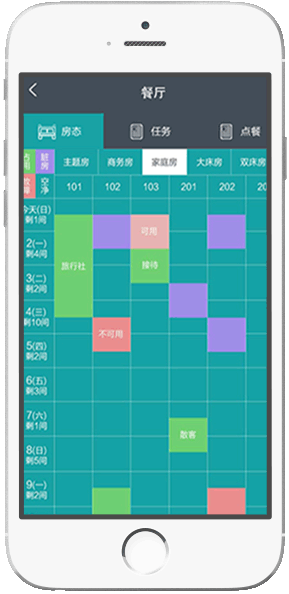 餐厅
房态
任务
点餐
脏房
主题房 商务房 家庭房 大床房 双床房
空净
101 102 103 201 202
今天(日)
剩1间
2(一)
剩4间
可用
3(二)
剩2间
旅行社
接待
4(三)
剩10间
5(四)
剩2间
不可用
6(五)
剩3间
7(六)
剩1间
散客
8(日)
剩5间
9(一)
剩2间